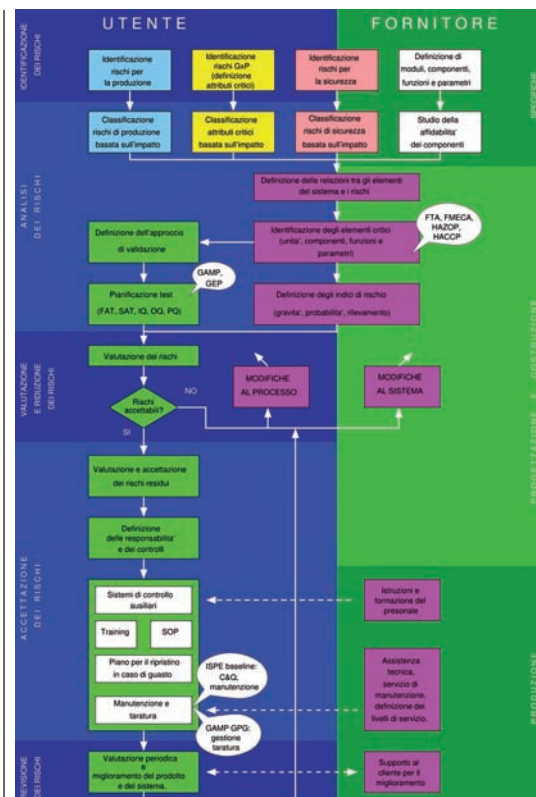 UTENTE
FORNITORE
IDENTIFICAZIONE
DEI RISCHI
Identificazione
rischi per
la produzione
Identificazione
rischi GxP
(definizione
attributi critici)
Identificazione
rischi per
la sicurezza
Definizione di
moduli, componenti,
funzioni e parametri
SPECIFICHE
Classificazione
rischi di produzione
basata sull'impatto
Classificazione
attributi critici
basata sull'impatto
Classificazione
rischi di sicurezza
basata sull'impatto
Studio della
affidabilita'
dei componenti
ANALISI
DEI RISCHI
Definizione delle relazioni tra gli elementi
del sistema e i rischi
Definizione dell'approccio
di validazione
Identificazione degli elementi critici
(unita', componenti, funzioni e
parametri)
FTA, FMECA,
HAZOP,
HACCP
GAMP,
GEP
Pianificazione test
(FAT, SAT, IQ, OQ, PQ)
Definizione degli indici di rischio
(gravita', probabilita', rilevamento)
PROGETTAZIONE E COSTRUZIONE
VALUTAZIONE
E RIDUZIONE
DEI RISCHI
Valutazione dei rischi
Rischi
accettabili?
NO
SI
MODIFICHE
AL PROCESSO
MODIFICHE
AL SISTEMA
ACCETTAZIONE
DEI RISCHI
Valutazione e accettazione
dei rischi residui
Definizione
delle responsabilita'
e dei controlli
Sistemi di controllo
ausiliari
Training
SOP
Piano per il ripristino
in caso di guasto
Manutenzione e
taratura
ISPE baseline:
C&Q,
manutenzione
GAMP GPG:
gestione
taratura
Istruzioni e
formazione del
presonale
Assistenza
tecnica,
servizio di
manutenzione,
definizione dei
livelli di servizio.
PRODUZIONE
REVISIONE
DEI RISCHI
Valutazione periodica
e
miglioramento del prodotto
e del sistema.
Supporto al
cliente per il
miglioramento